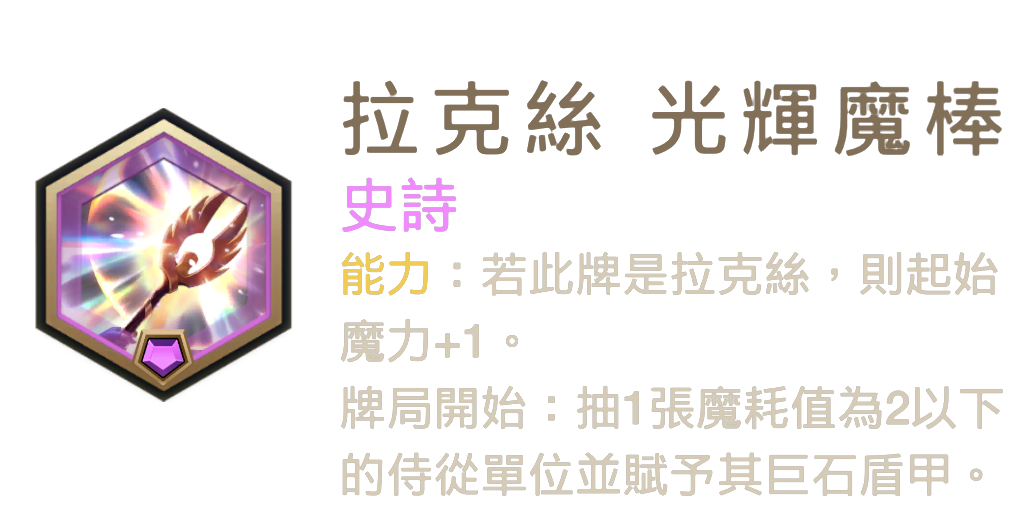 拉克絲 光輝魔棒
史詩
能力：若此牌是拉克絲，則起始
魔力+1。
牌局開始：抽1張魔耗值為2以下
的侍從單位並賦予其巨石盾甲。